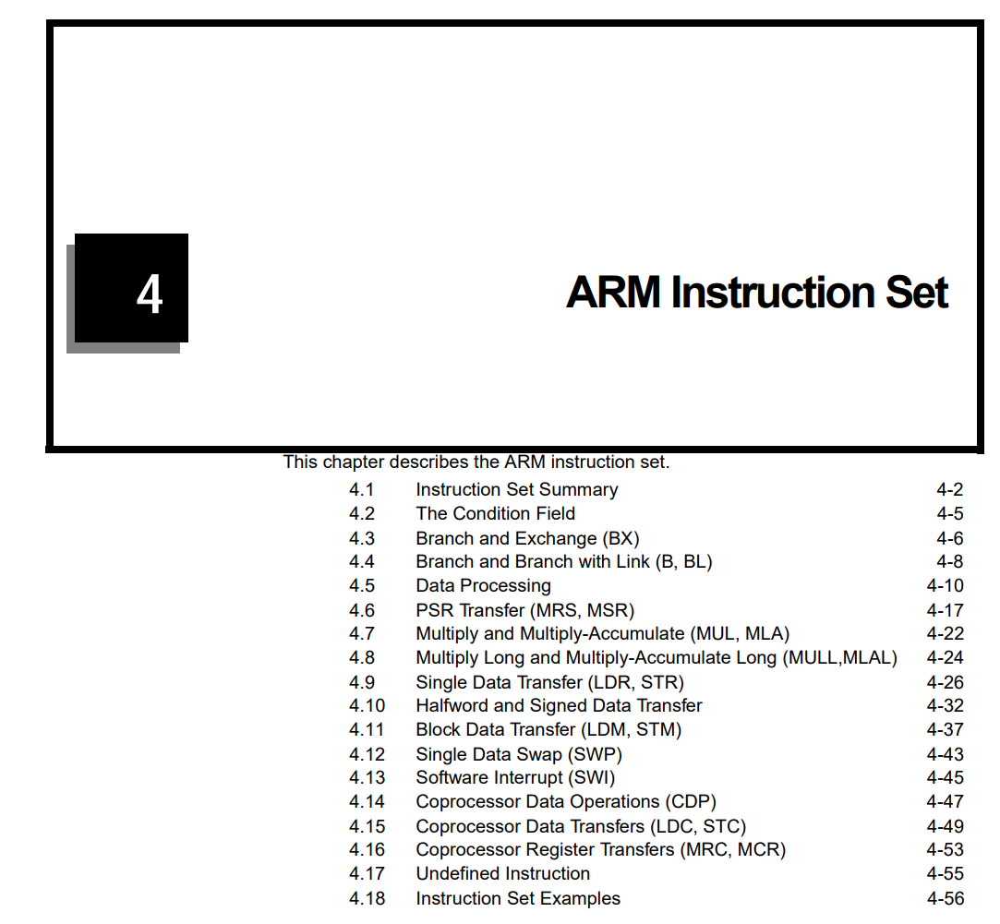 4
ARM Instruction Set
This chapter describes the ARM instruction set.
4.1 Instruction Set Summary 4-2
4.2 The Condition Field 4-5
4.3 Branch and Exchange (BX) 4-6
4.4 Branch and Branch with Link (B, BL) 4-8
4.5 Data Processing 4-10
4.6 PSR Transfer (MRS, MSR) 4-17
4.7 Multiply and Multiply-Accumulate (MUL, MLA) 4-22
4.8 Multiply Long and Multiply-Accumulate Long (MULL,MLAL) 4-24
4.9 Single Data Transfer (LDR, STR) 4-26
4.10 Halfword and Signed Data Transfer 4-32
4.11 Block Data Transfer (LDM, STM) 4-37
4.12 Single Data Swap (SWP) 4-43
4.13 Software Interrupt (SWI) 4-45
4.14 Coprocessor Data Operations (CDP) 4-47
4.15 Coprocessor Data Transfers (LDC, STC) 4-49
4.16 Coprocessor Register Transfers (MRC, MCR) 4-53
4.17 Undefined Instruction 4-55
4.18 Instruction Set Examples 4-56